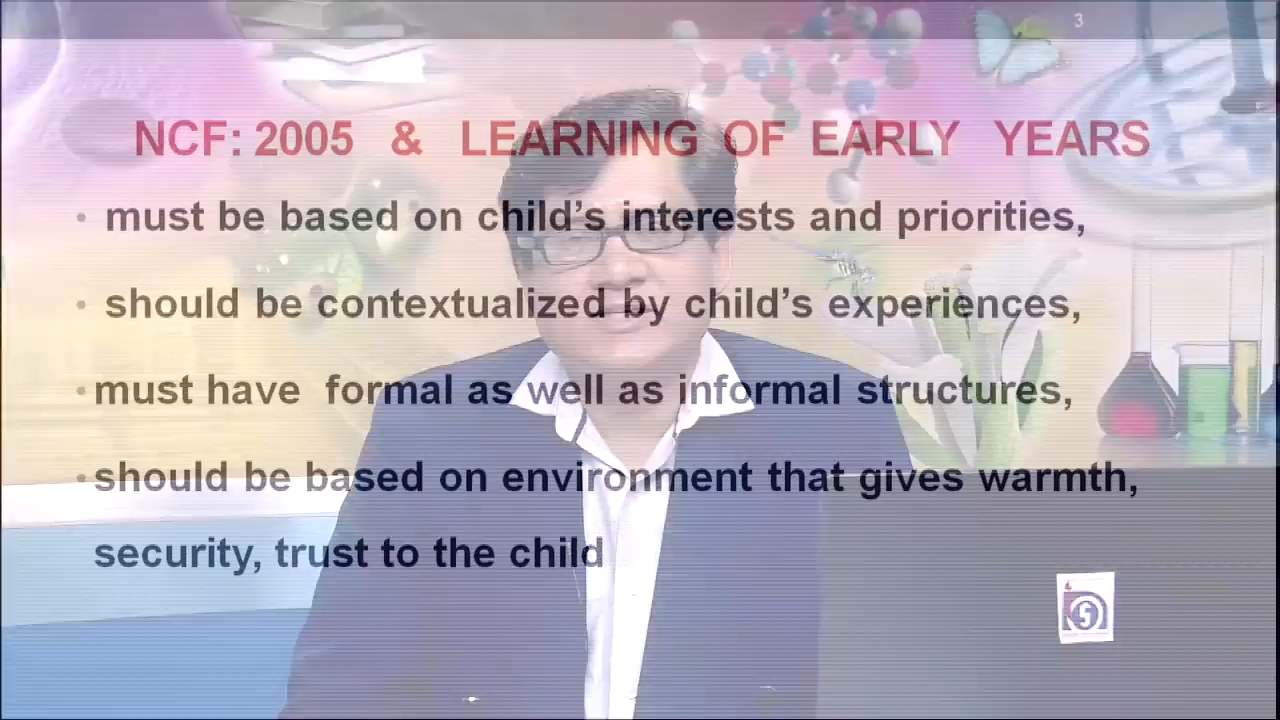 3
NCF: 2005 & LEARNING OF EARLY YEARS
• must be based on child’s interests and priorities,
• should be contextualized by child’s experiences,
• must have formal as well as informal structures,
• should be based on environment that gives warmth,
security, trust to the child